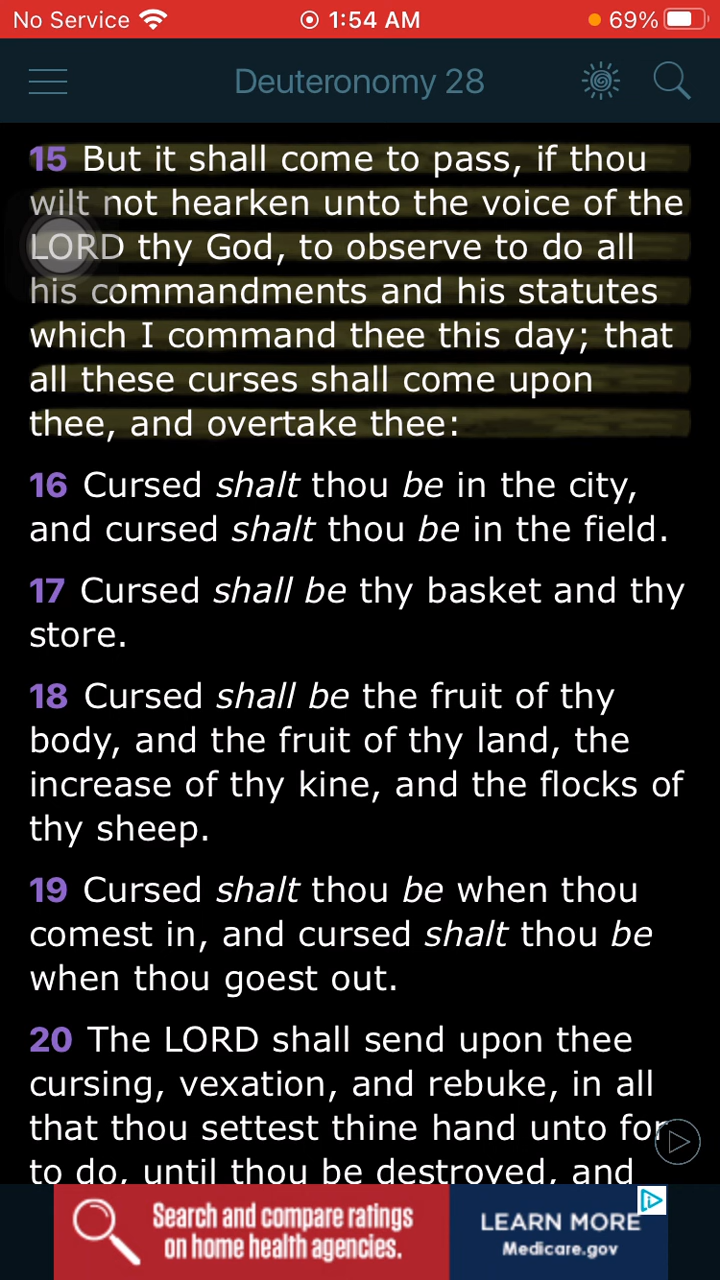 No Service 1:54 AM 69%
Deuteronomy 28
15 But it shall come to pass, if thou
wilt not hearken unto the voice of the
LORD thy God, to observe to do all
his commandments and his statutes
which I command thee this day; that
all these curses shall come upon
thee, and overtake thee:
16 Cursed shalt thou be in the city,
and cursed shalt thou be in the field.
17 Cursed shall be thy basket and thy
store.
18 Cursed shall be the fruit of thy
body, and the fruit of thy land, the
increase of thy kine, and the flocks of
thy sheep.
19 Cursed shalt thou be when thou
comest in, and cursed shalt thou be
when thou goest out.
20 The LORD shall send upon thee
cursing, vexation, and rebuke, in all
that thou settest thine hand unto for
to do, until thou be destroyed, and
Search and compare ratings
on home health agencies.
LEARN MORE
Medicare.gov